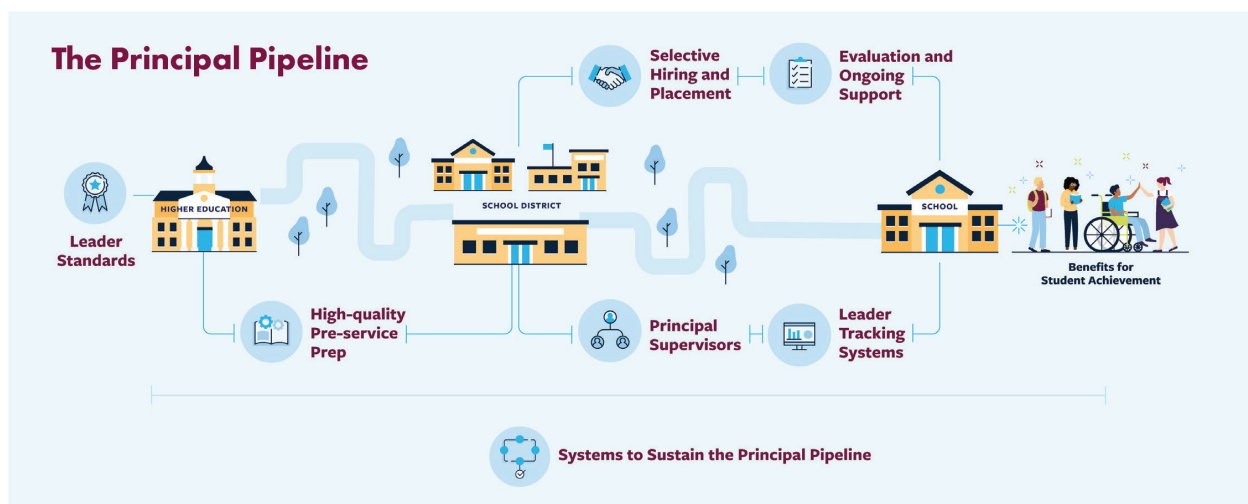 The Principal Pipeline
Selective
Hiring and
Placement
Evaluation and
Ongoing
Support
HIGHER EDUCATION
SCHOOL DISTRICT
SCHOOL
Leader
Standards
Benefits for
Student Achievement
High-quality
Pre-service
Prep
Principal
Supervisors
Leader
Tracking
Systems
Systems to Sustain the Principal Pipeline